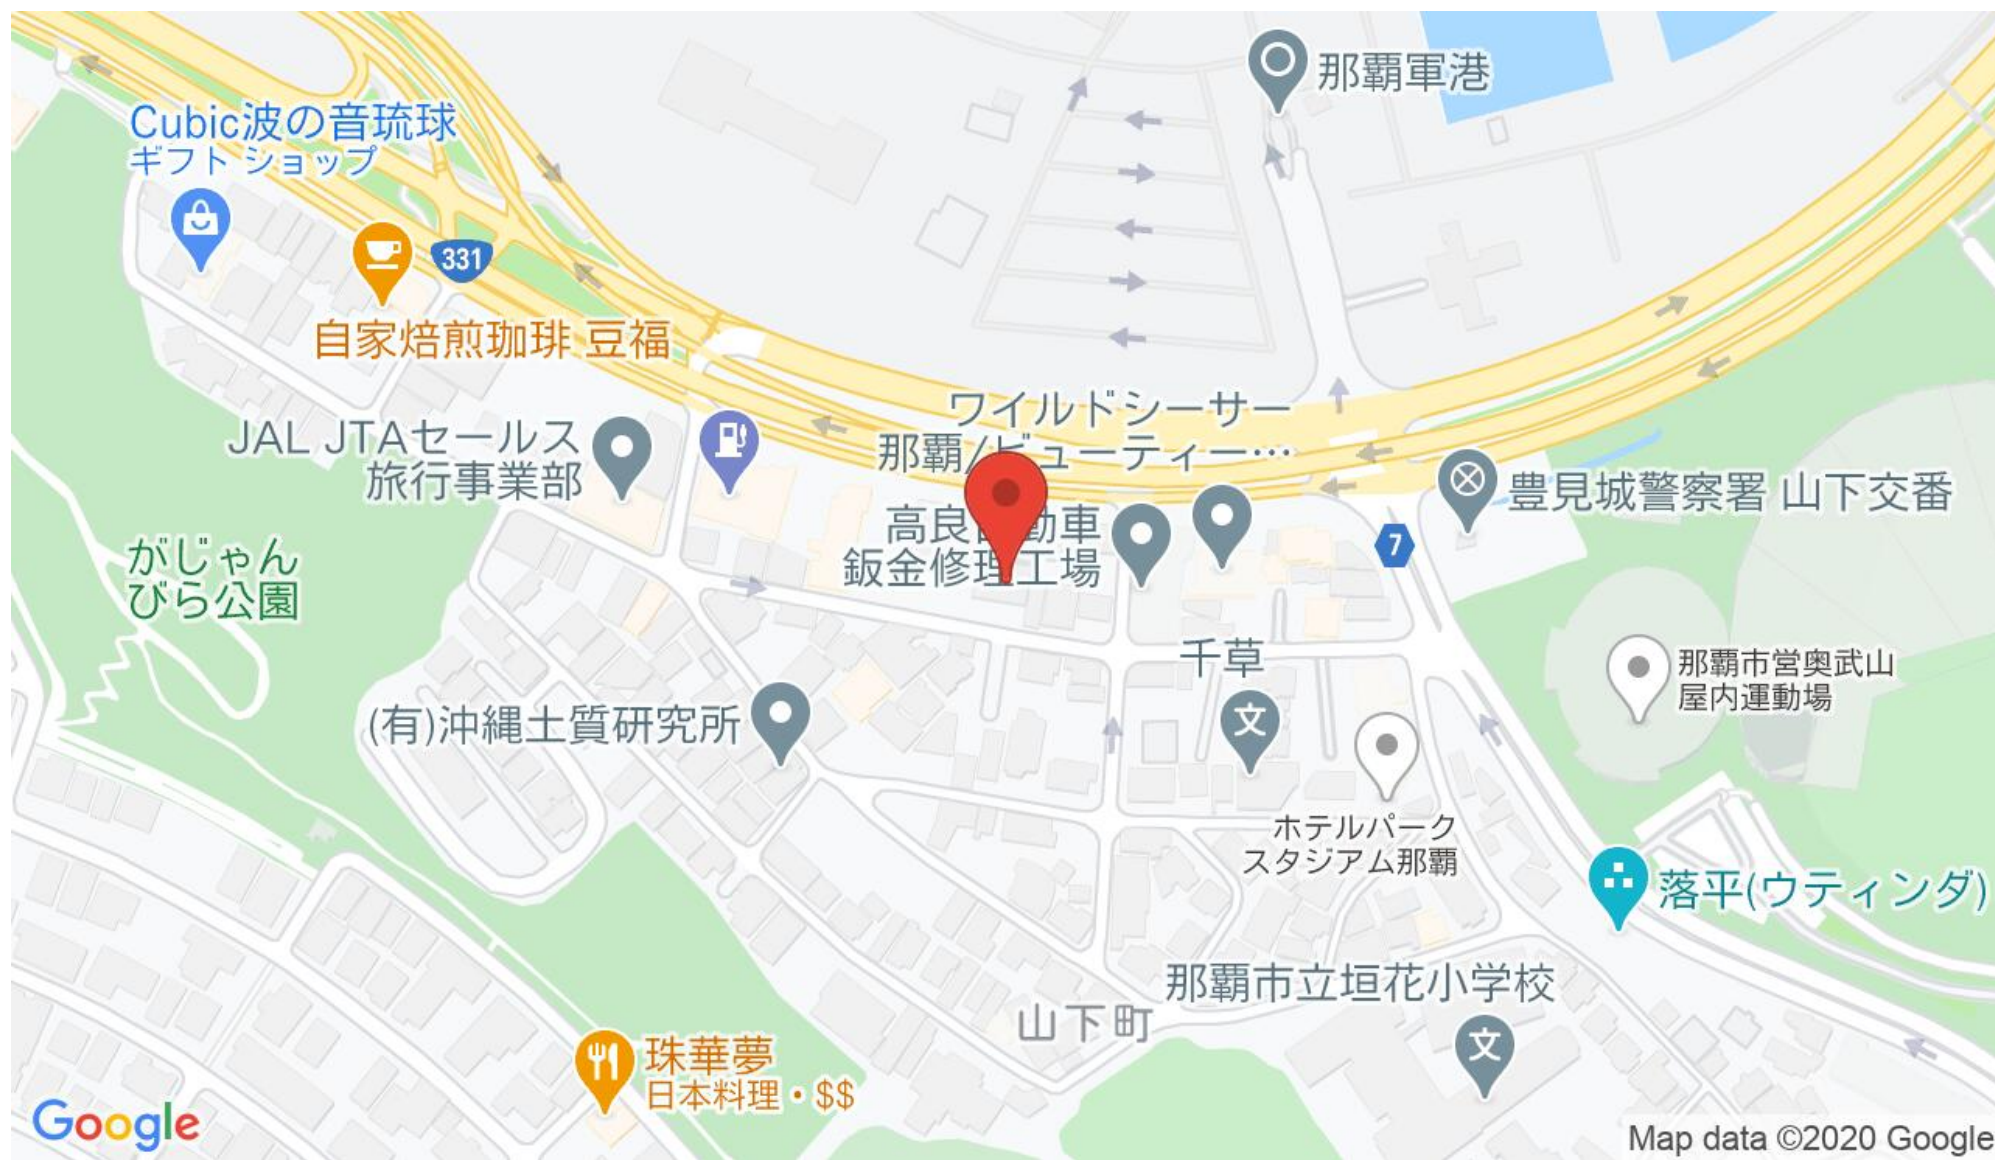 那覇軍港
Cubic波の音琉球
ギフト ショップ
331
自家焙煎珈琲 豆福
ワイルドシーサー
那覇/ビューティー…
JAL JTAセールス
旅行事業部
豊見城警察署 山下交番
高良自動車
鈑金修理工場
7
がじゃん
びら公園
千草
文
那覇市営奥武山
屋内運動場
(有)沖縄土質研究所
ホテルパーク
スタジアム那覇
落平(ウティンダ)
那覇市立垣花小学校
文
山下町
珠華夢
日本料理・$$
Google
Map data ©2020 Google